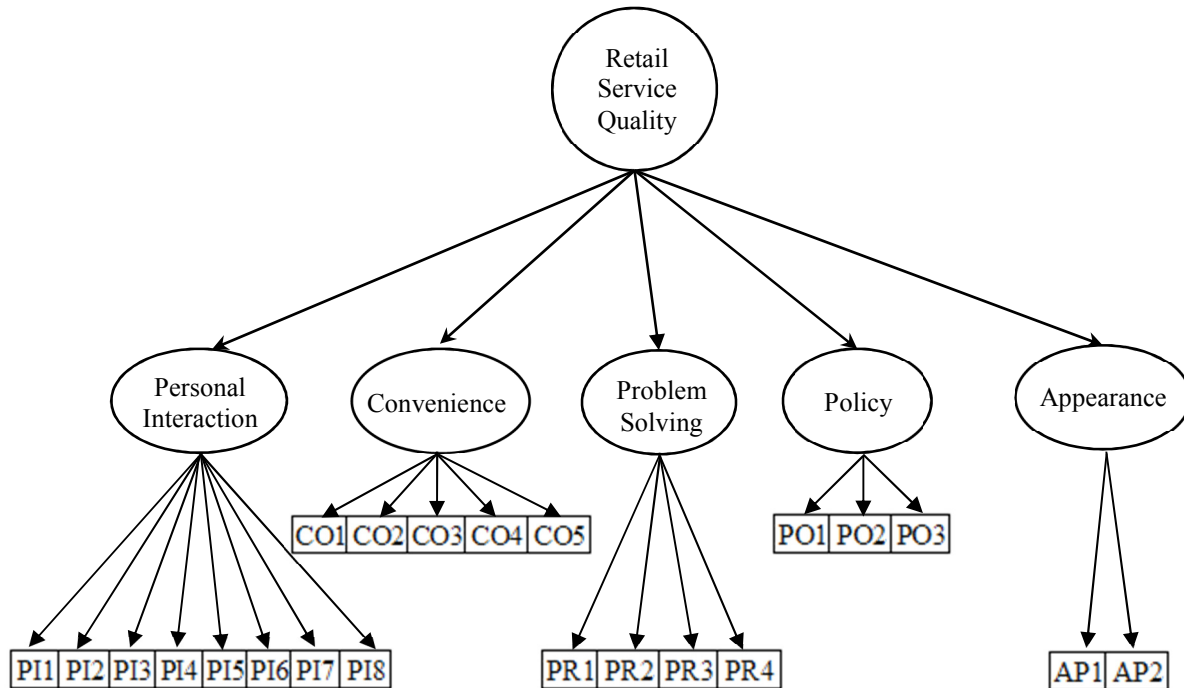 Retail
Service
Quality
Personal
Interaction
Convenience
Problem
Solving
Policy
Appearance
CO1 CO2 CO3 CO4 CO5
PO1 PO2 PO3
PI1 PI2 PI3 PI4 PI5 PI6 PI7 PI8
PR1 PR2 PR3 PR4
AP1 AP2